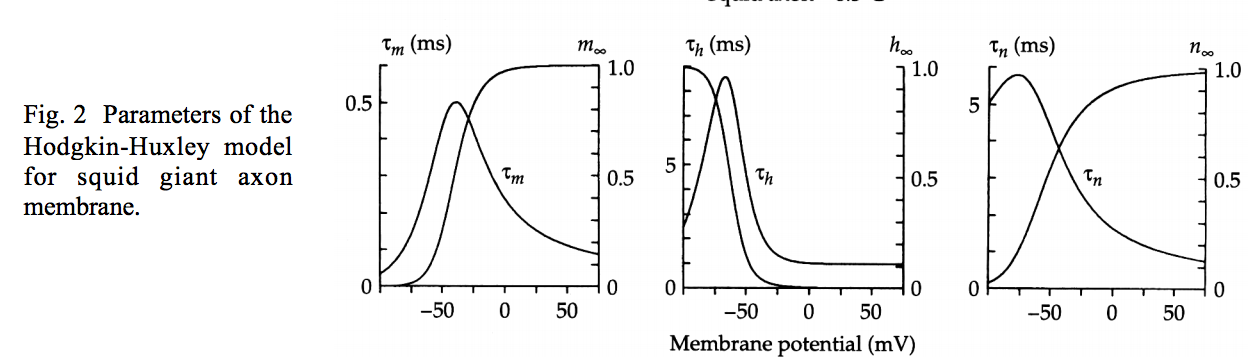 τm (ms) m∞ τh (ms) h∞ τn (ms) n∞
1.0 1.0 1.0
Fig. 2 Parameters of the
0.5 5
Hodgkin-Huxley model
for squid giant axon
5
τm 0.5 τh 0.5 τn 0.5
membrane.
0 0 0 0 0 0
−50 0 50 −50 0 50 −50 0 50
Membrane potential (mV)